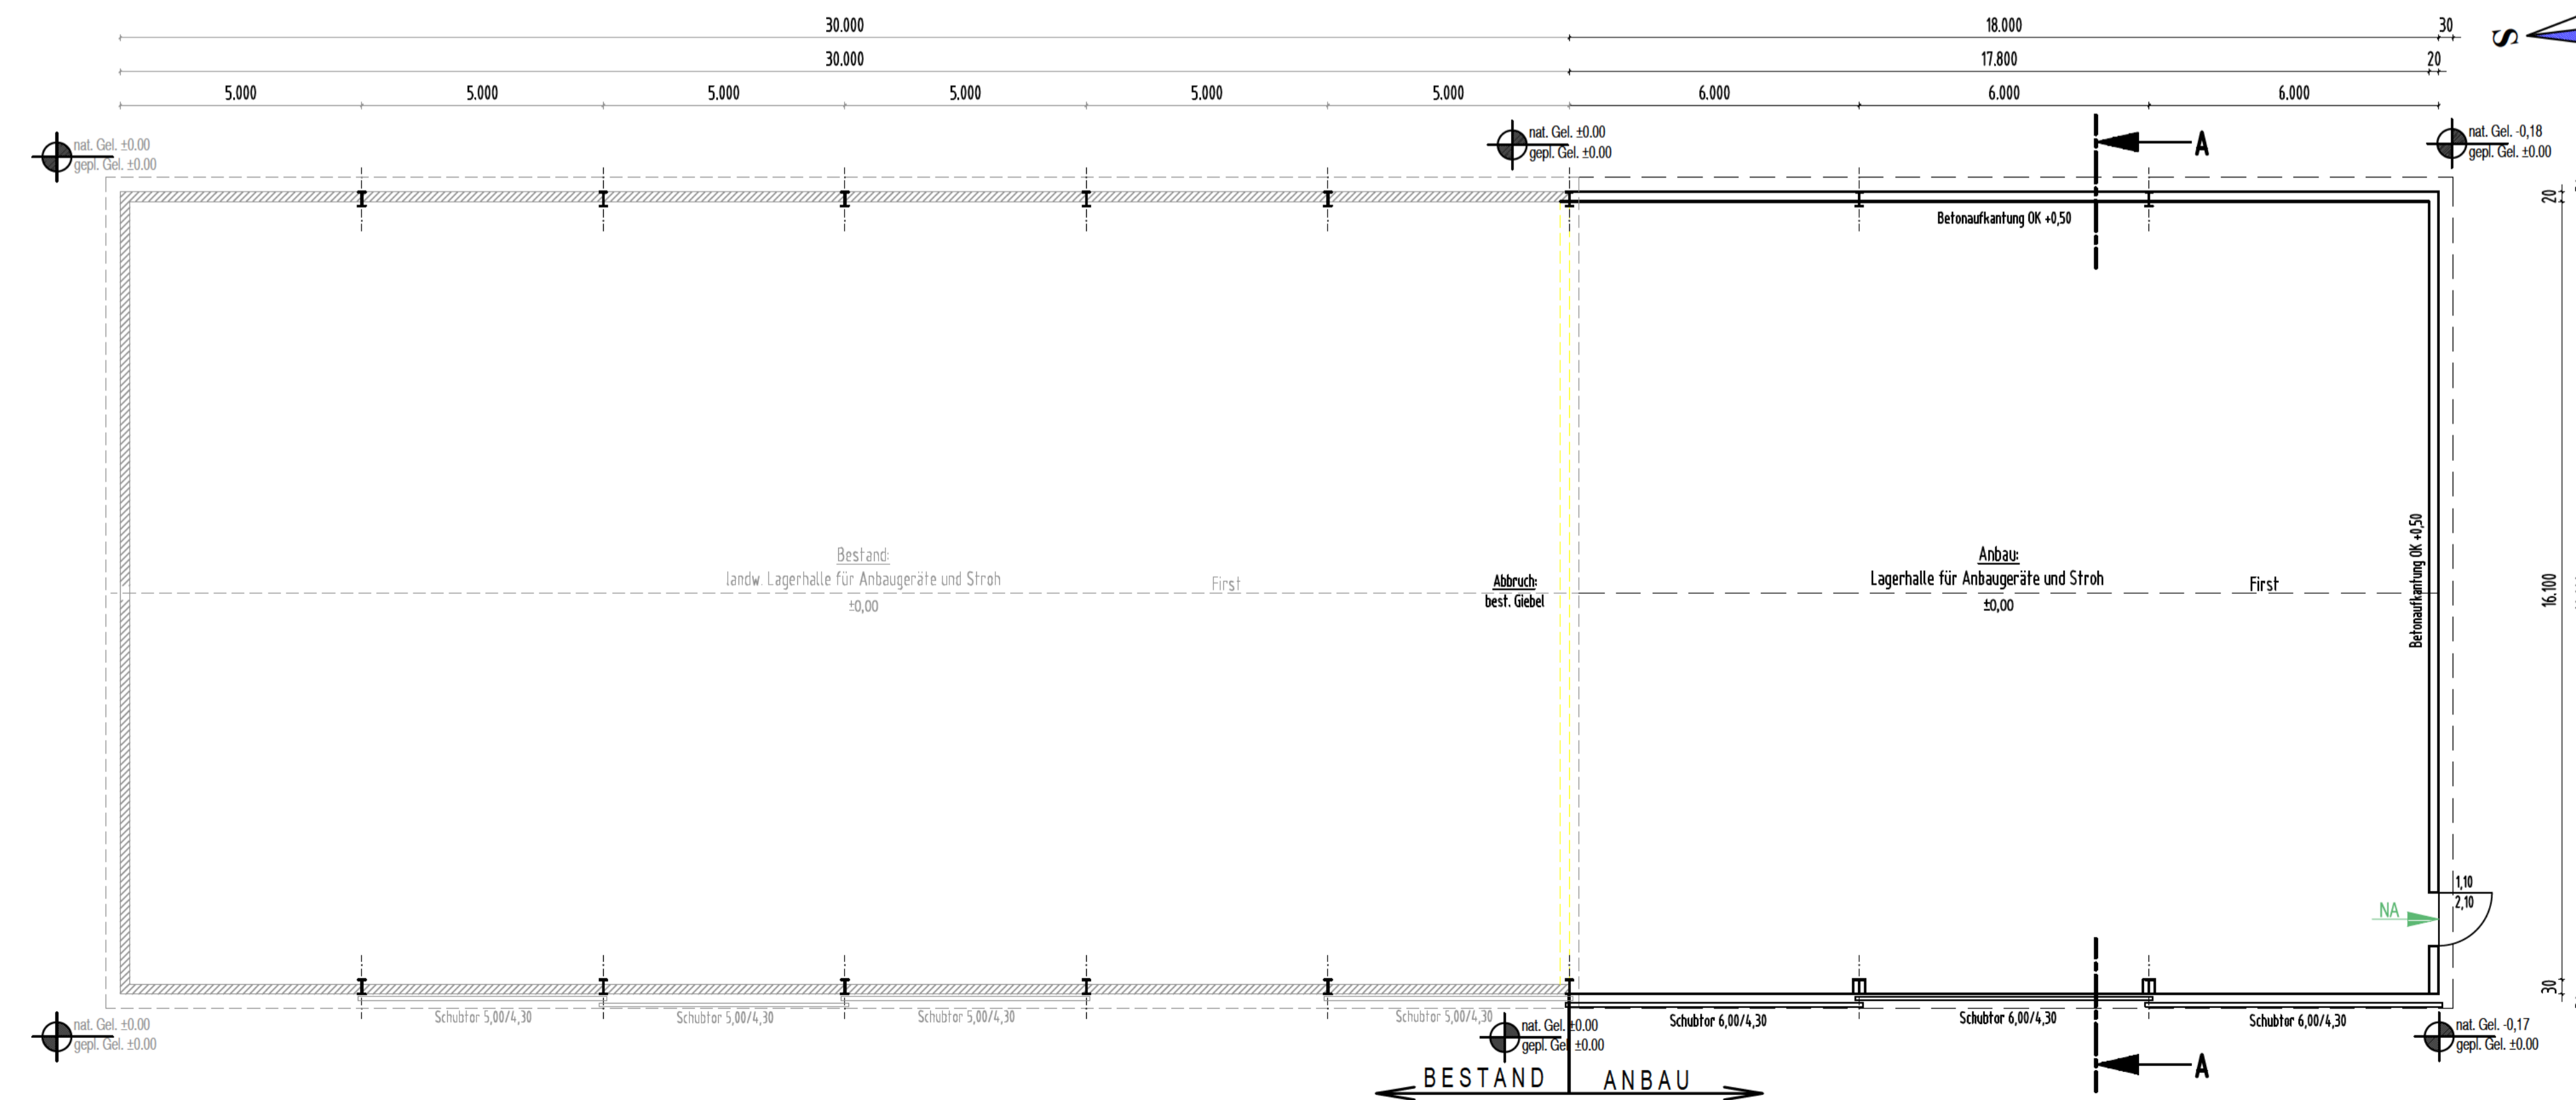 30.000
18.000
30
S
30.000
17.800
20
5.000
5.000
5.000
5.000
5.000
5.000
6.000
6.000
6.000
nat. Gel. ±0.00
gepl. Gel. ±0.00
nat. Gel. ±0.00
gepl. Gel. ±0.00
A
nat. Gel. -0,18
gepl. Gel. ±0.00
20
Betonaufkantung OK +0,50
Bestand:
landw. Lagerhalle für Anbaugeräte und Stroh
First
±0,00
Abbruch:
best. Giebel
Anbau:
Lagerhalle für Anbaugeräte und Stroh
First
±0,00
Betonaufkantung OK +0,50
16.100
1,10
2,10
NA
30
Schubtor 5,00/4,30
Schubtor 5,00/4,30
Schubtor 5,00/4,30
Schubtor 5,00/4,30
Schubtor 6,00/4,30
Schubtor 6,00/4,30
Schubtor 6,00/4,30
nat. Gel. ±0.00
gepl. Gel. ±0.00
nat. Gel. ±0.00
gepl. Gel. ±0.00
nat. Gel. -0,17
gepl. Gel. ±0.00
A
BESTAND
ANBAU